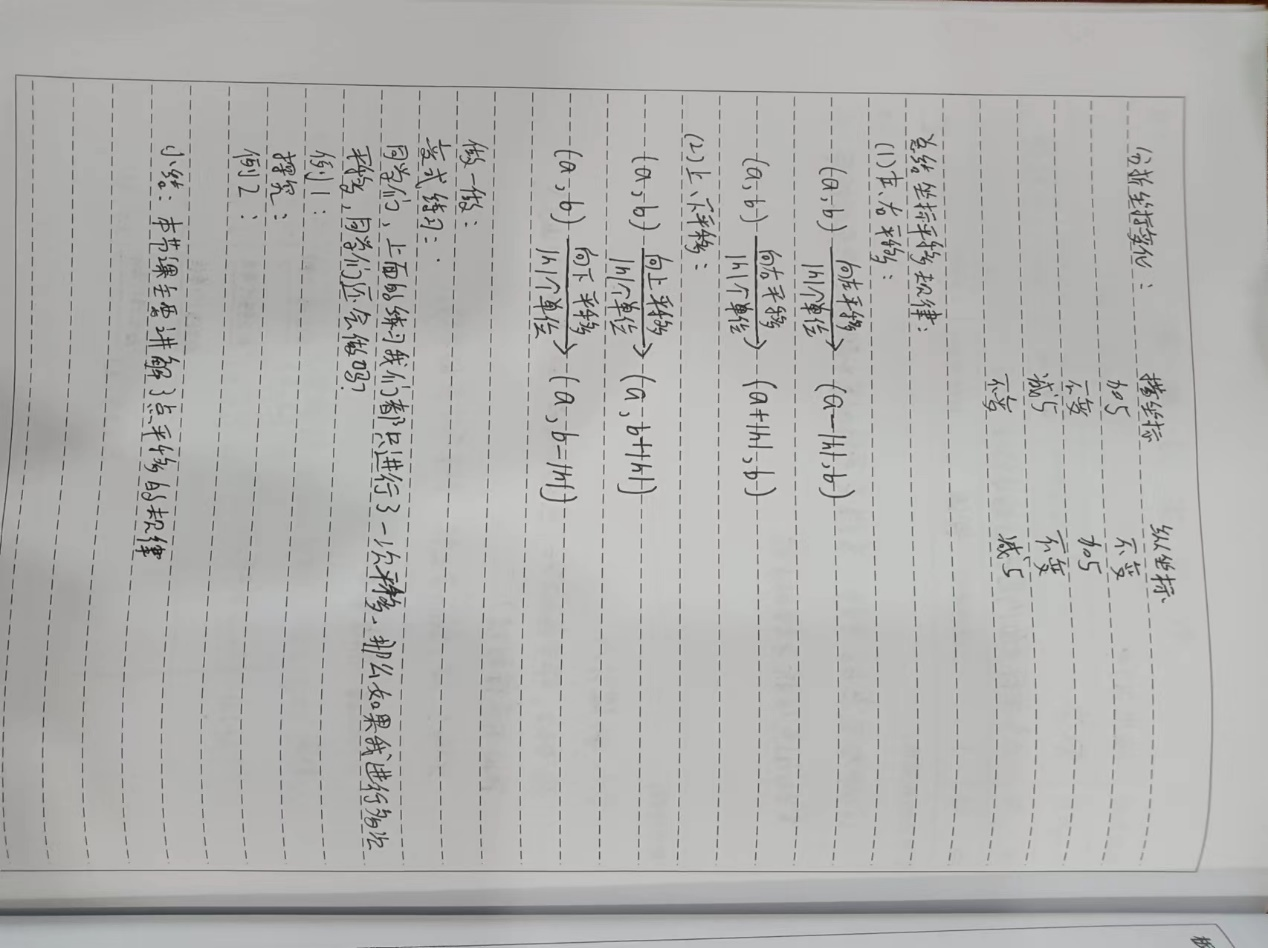 分析坐标变化： 横坐标 纵坐标
加5 不变
不变 加5
减5 不变
不变 减5
总结坐标平移规律：
(1)左、右平移：
(a,b) 向左平移|h|个单位→ (a-|h|,b)
(a,b) 向右平移|h|个单位→ (a+|h|,b)
(2)上、下平移：
(a,b) 向上平移|h|个单位→ (a,b+|h|)
(a,b) 向下平移|h|个单位→ (a,b-|h|)
做一做：
变式练习：
同学们，上面的练习我们都只进行了一次平移，那么如果我进行多次
平移，同学们还会做吗？
例1：
探究：
例2：
小结：本节课主要讲解了点平移的规律